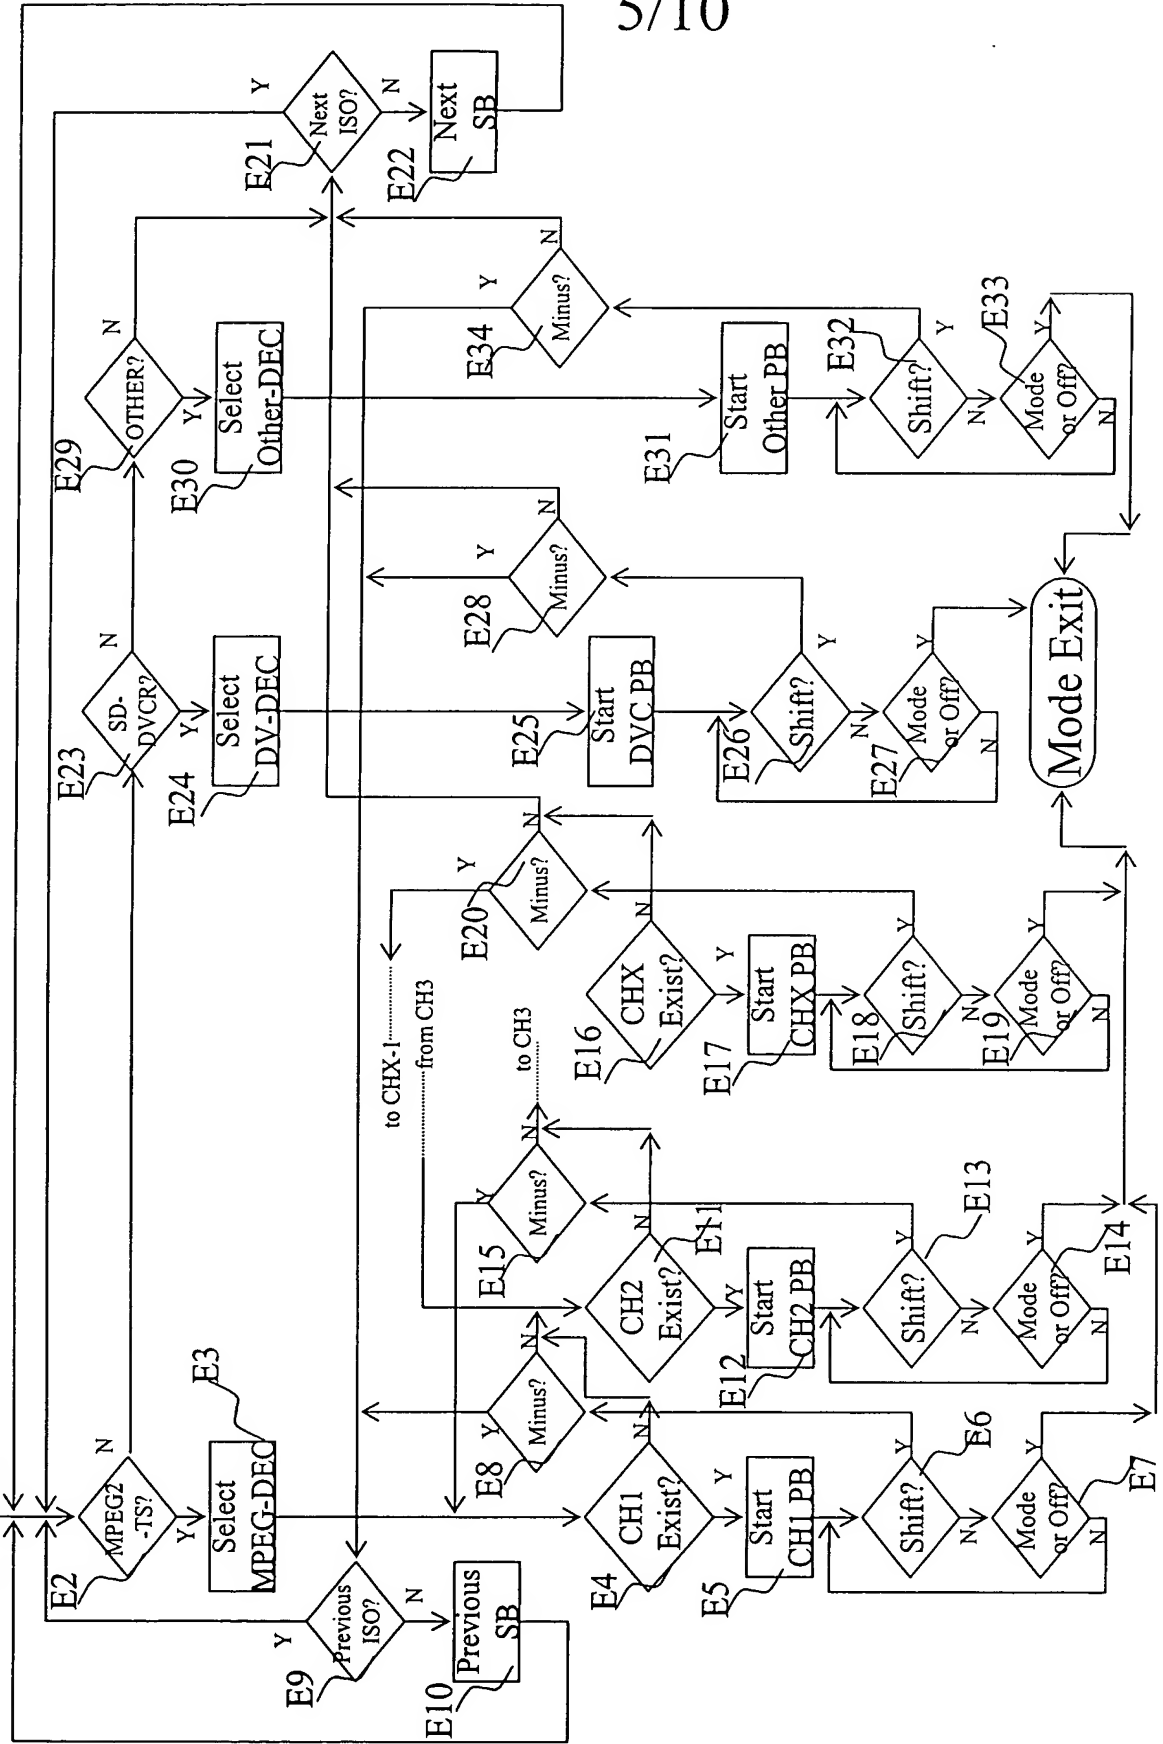 5/10
E2
MPEG2
-TS?
N
Y
E3
Select
MPEG-DEC
E23
SD-
DVCR?
N
Y
E24
Select
DV-DEC
E29
OTHER?
N
Y
E30
Select
Other-DEC
E21
Next
ISO?
Y
N
E22
Next
SB
E9
Previous
ISO?
Y
N
E10
Previous
SB
E4
CH1
Exist?
N
Y
E5
Start
CH1 PB
E6
Shift?
Y
N
E7
Mode
or Off?
Y
N
E8
Minus?
Y
N
E11
CH2
Exist?
N
Y
E12
Start
CH2 PB
E13
Shift?
Y
N
E14
Mode
or Off?
Y
N
E15
Minus?
Y
N
to CH3
from CH3
to CHX-1
E16
CHX
Exist?
N
Y
E17
Start
CHX PB
E18
Shift?
Y
N
E19
Mode
or Off?
Y
N
E20
Minus?
Y
N
E25
Start
DVC PB
E26
Shift?
Y
N
E27
Mode
or Off?
Y
N
E28
Minus?
Y
N
E31
Start
Other PB
E32
Shift?
Y
N
E33
Mode
or Off?
Y
N
E34
Minus?
Y
N
Mode Exit